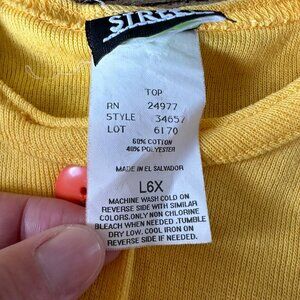 TOP
RN 24977
STYLE 34657
LOT 6170
60% COTTON
40% POLYESTER
MADE IN EL SALVADOR
L6X
MACHINE WASH COLD ON
REVERSE SIDE WITH SIMILAR
COLORS.ONLY NON CHLORINE
BLEACH WHEN NEEDED .TUMBLE
DRY LOW. COOL IRON ON
REVERSE SIDE IF NEEDED.